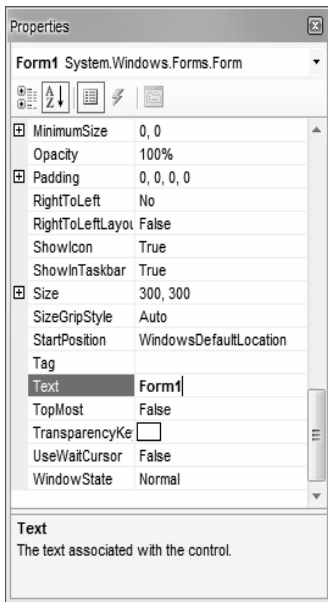 Properties
Form1 System.Windows.Forms.Form
MinimumSize 0, 0
Opacity 100%
Padding 0, 0, 0, 0
RightToLeft No
RightToLeftLayou False
ShowIcon True
ShowInTaskbar True
Size 300, 300
SizeGripStyle Auto
StartPosition WindowsDefaultLocation
Tag
Text Form1
TopMost False
TransparencyKe
UseWaitCursor False
WindowState Normal
Text
The text associated with the control.